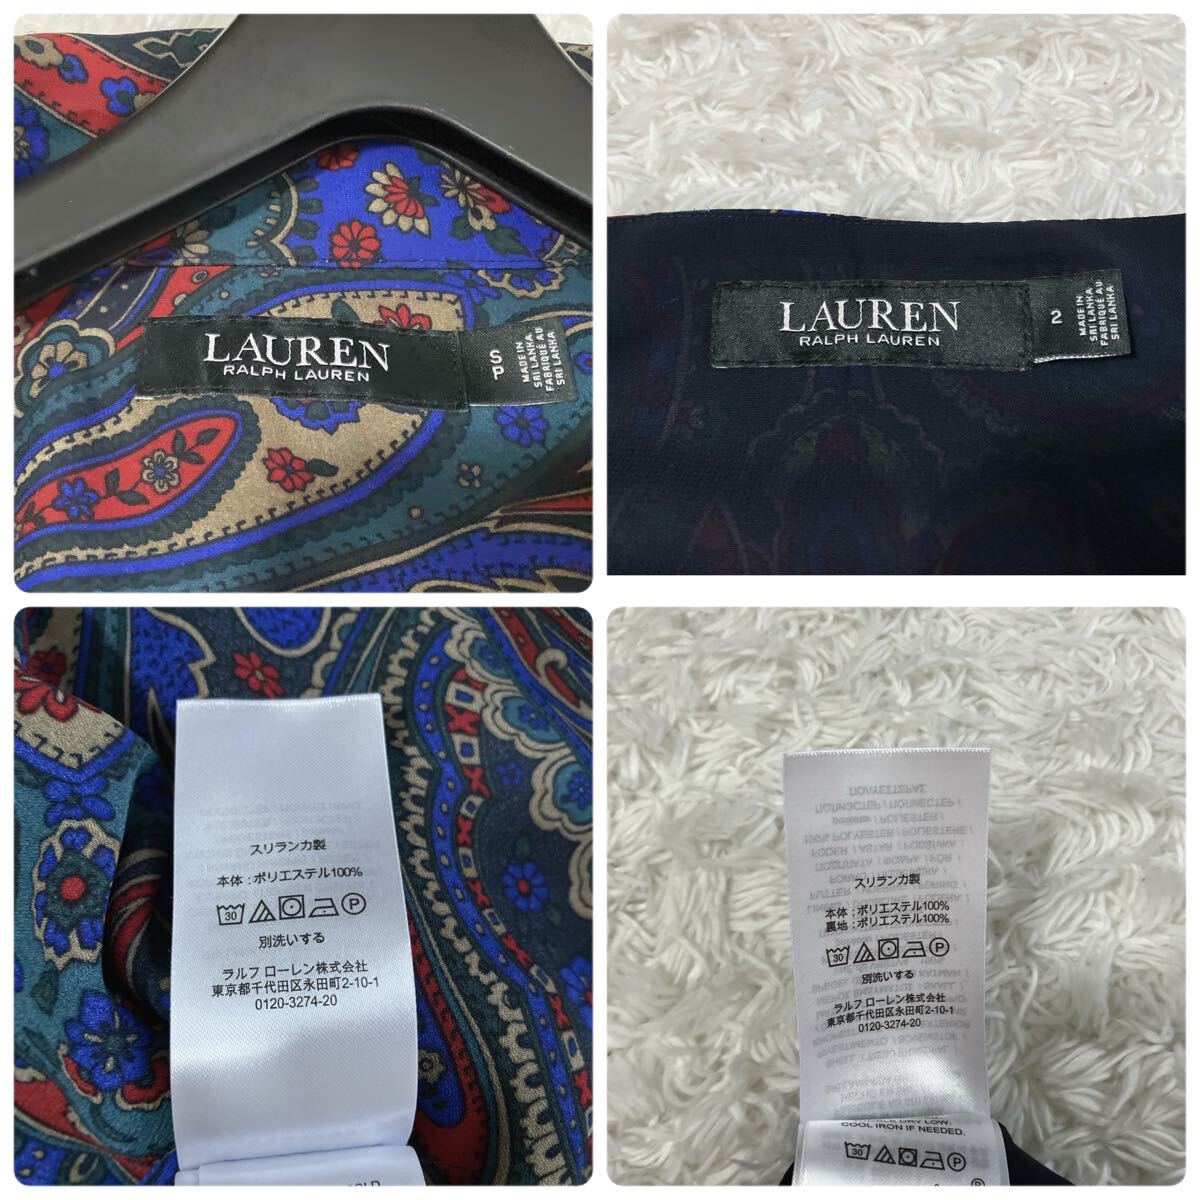 LAUREN
RALPH LAUREN
S
P
MADE IN
SRI LANKA
FABRIQUÉ AU
SRI LANKA
LAUREN
RALPH LAUREN
2
MADE IN
SRI LANKA
FABRIQUÉ AU
SRI LANKA
スリランカ製
本体 : ポリエステル100%
30
P
別洗いする
ラルフ ローレン株式会社
東京都千代田区永田町2-10-1
0120-3274-20
スリランカ製
本体 : ポリエステル100%
裏地 : ポリエステル100%
30
P
別洗いする
ラルフ ローレン株式会社
東京都千代田区永田町2-10-1
0120-3274-20
COOL IRON IF NEEDED.
30
P